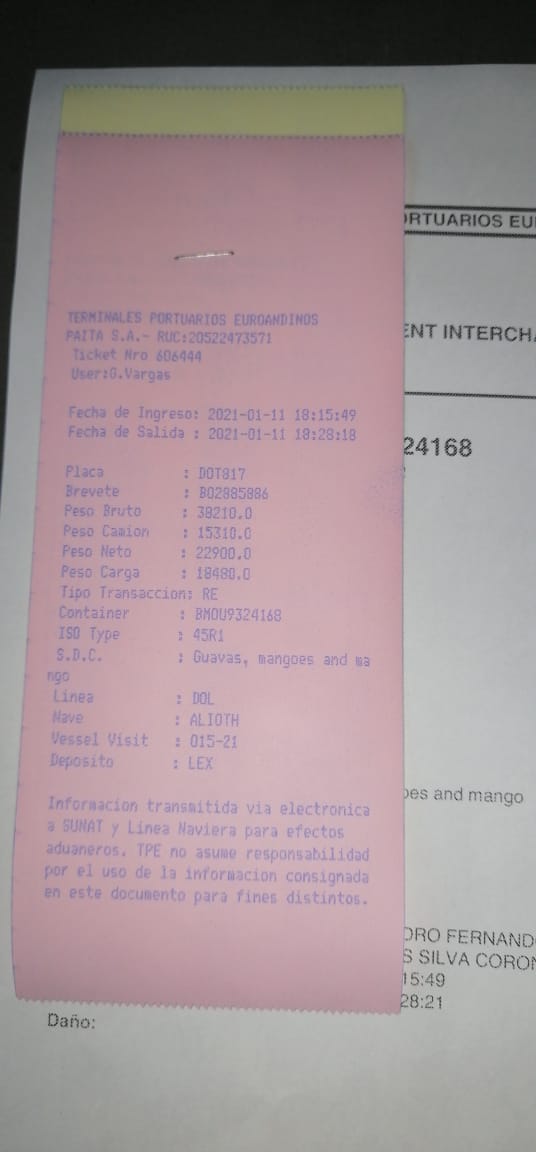 TERMINALES PORTUARIOS EUROANDINOS
PAITA S.A.- RUC:20522473571
Ticket Nro 606444
User:G.Vargas
Fecha de Ingreso: 2021-01-11 18:15:49
Fecha de Salida : 2021-01-11 18:28:18
Placa : DOT817
Brevete : B02885886
Peso Bruto : 38210.0
Peso Camion : 15310.0
Peso Neto : 22900.0
Peso Carga : 18480.0
Tipo Transaccion: RE
Container : BMOU9324168
ISO Type : 45R1
S.D.C. : Guavas, mangoes and ma
ngo
Linea : DOL
Nave : ALIOTH
Vessel Visit : 015-21
Deposito : LEX
Informacion transmitida via electronica
a SUNAT y Linea Naviera para efectos
aduaneros. TPE no asume responsabilidad
por el uso de la informacion consignada
en este documento para fines distintos.
ORTUARIOS EU
ENT INTERCHA
24168
oes and mango
DRO FERNAND
S SILVA CORON
15:49
28:21
Daño: